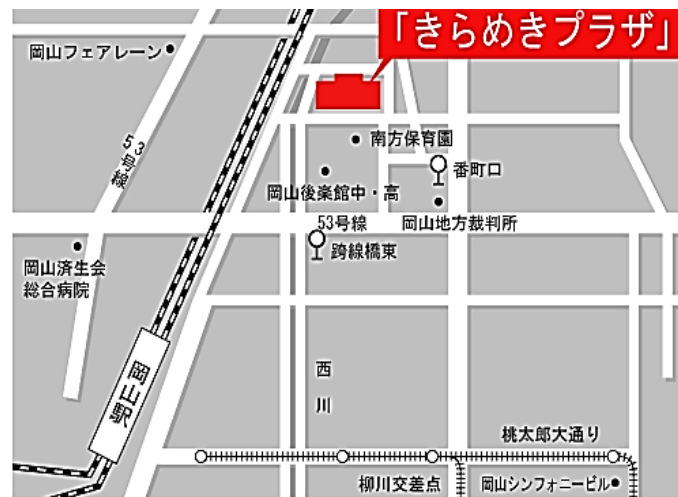 「きらめきプラザ」
岡山フェアレーン
53号線
南方保育園
番町口
岡山後楽館中・高
53号線
岡山地方裁判所
跨線橋東
岡山済生会
総合病院
西川
岡山駅
桃太郎大通り
柳川交差点
岡山シンフォニービル